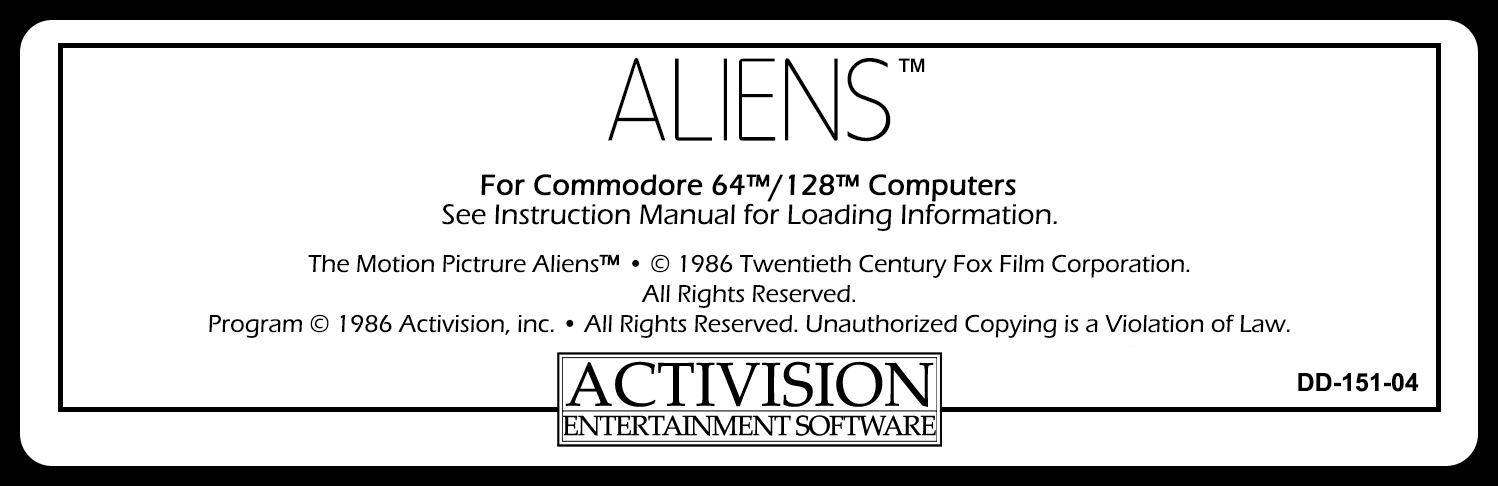 ALIENS™
For Commodore 64™/128™ Computers
See Instruction Manual for Loading Information.
The Motion Pictrure Aliens™ • © 1986 Twentieth Century Fox Film Corporation.
All Rights Reserved.
Program © 1986 Activision, inc. • All Rights Reserved. Unauthorized Copying is a Violation of Law.
DD-151-04
ACTIVISION
ENTERTAINMENT SOFTWARE